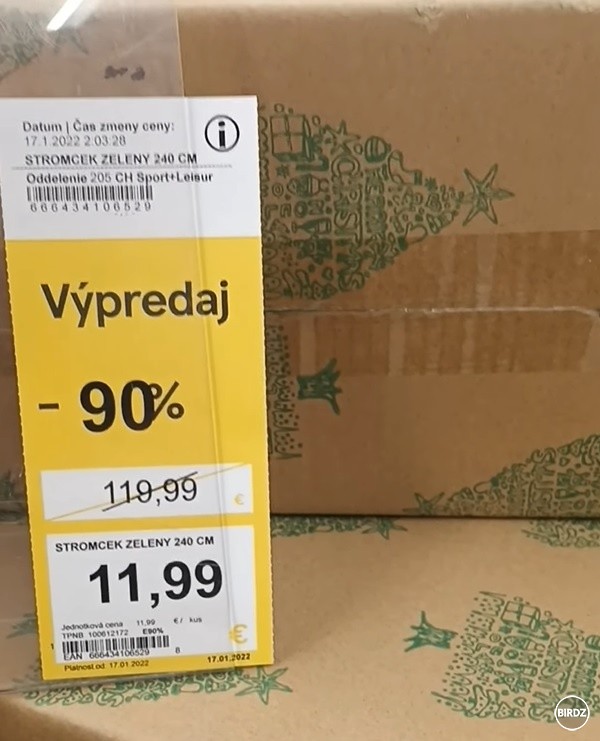 Datum | Čas zmeny ceny:
17.1.2022 2:03:28
STROMCEK ZELENY 240 CM
Oddelenie 205 CH Sport+Leisur
666434106529
Výpredaj
- 90%
119,99 €
STROMCEK ZELENY 240 CM
11,99
Jednotková cena 11,99 € / kus
TPNB 100612172 E90%
EAN 666434106529 8
€
Platnosť od: 17.01.2022 17.01.2022
BIRDZ